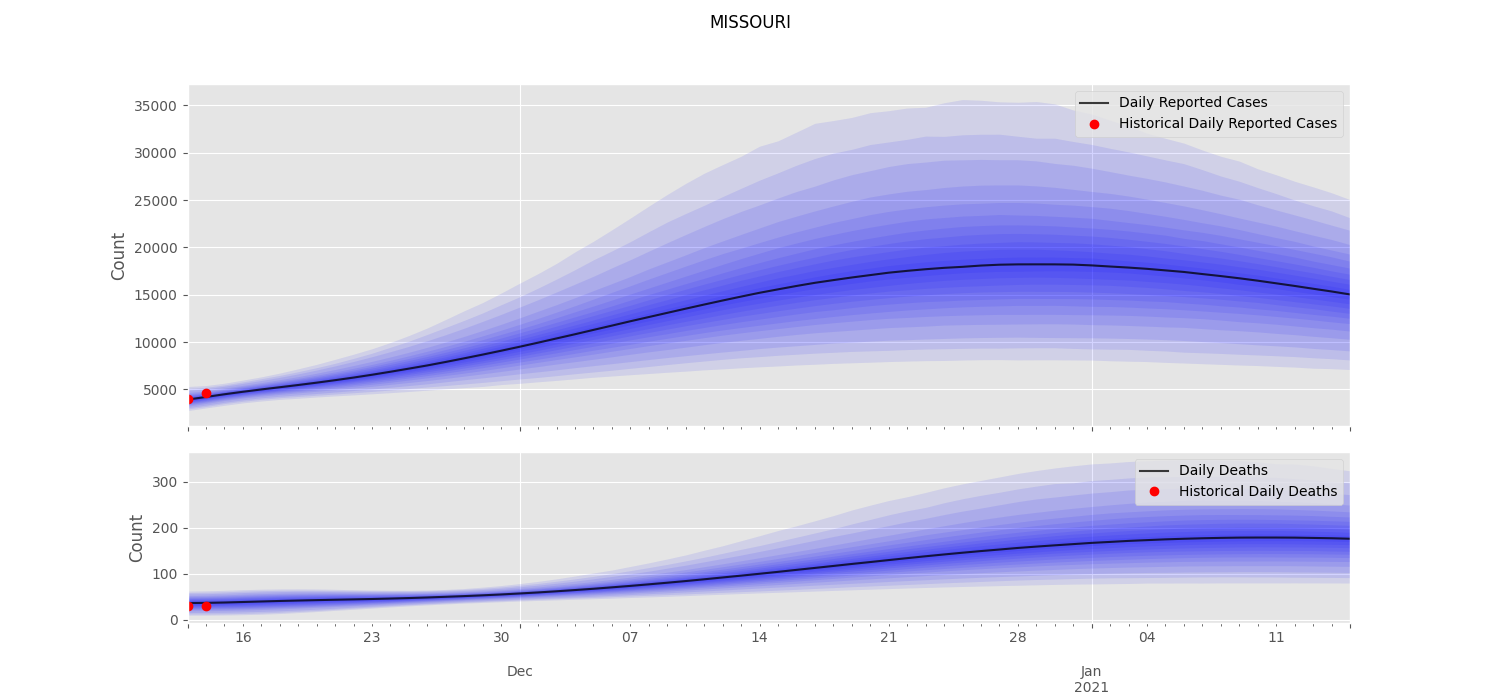 MISSOURI
Daily Reported Cases
Historical Daily Reported Cases
35000
30000
25000
20000
15000
10000
5000
Count
Daily Deaths
Historical Daily Deaths
300
200
100
0
Count
16 23 30 07 14 21 28 04 11
Dec Jan
2021